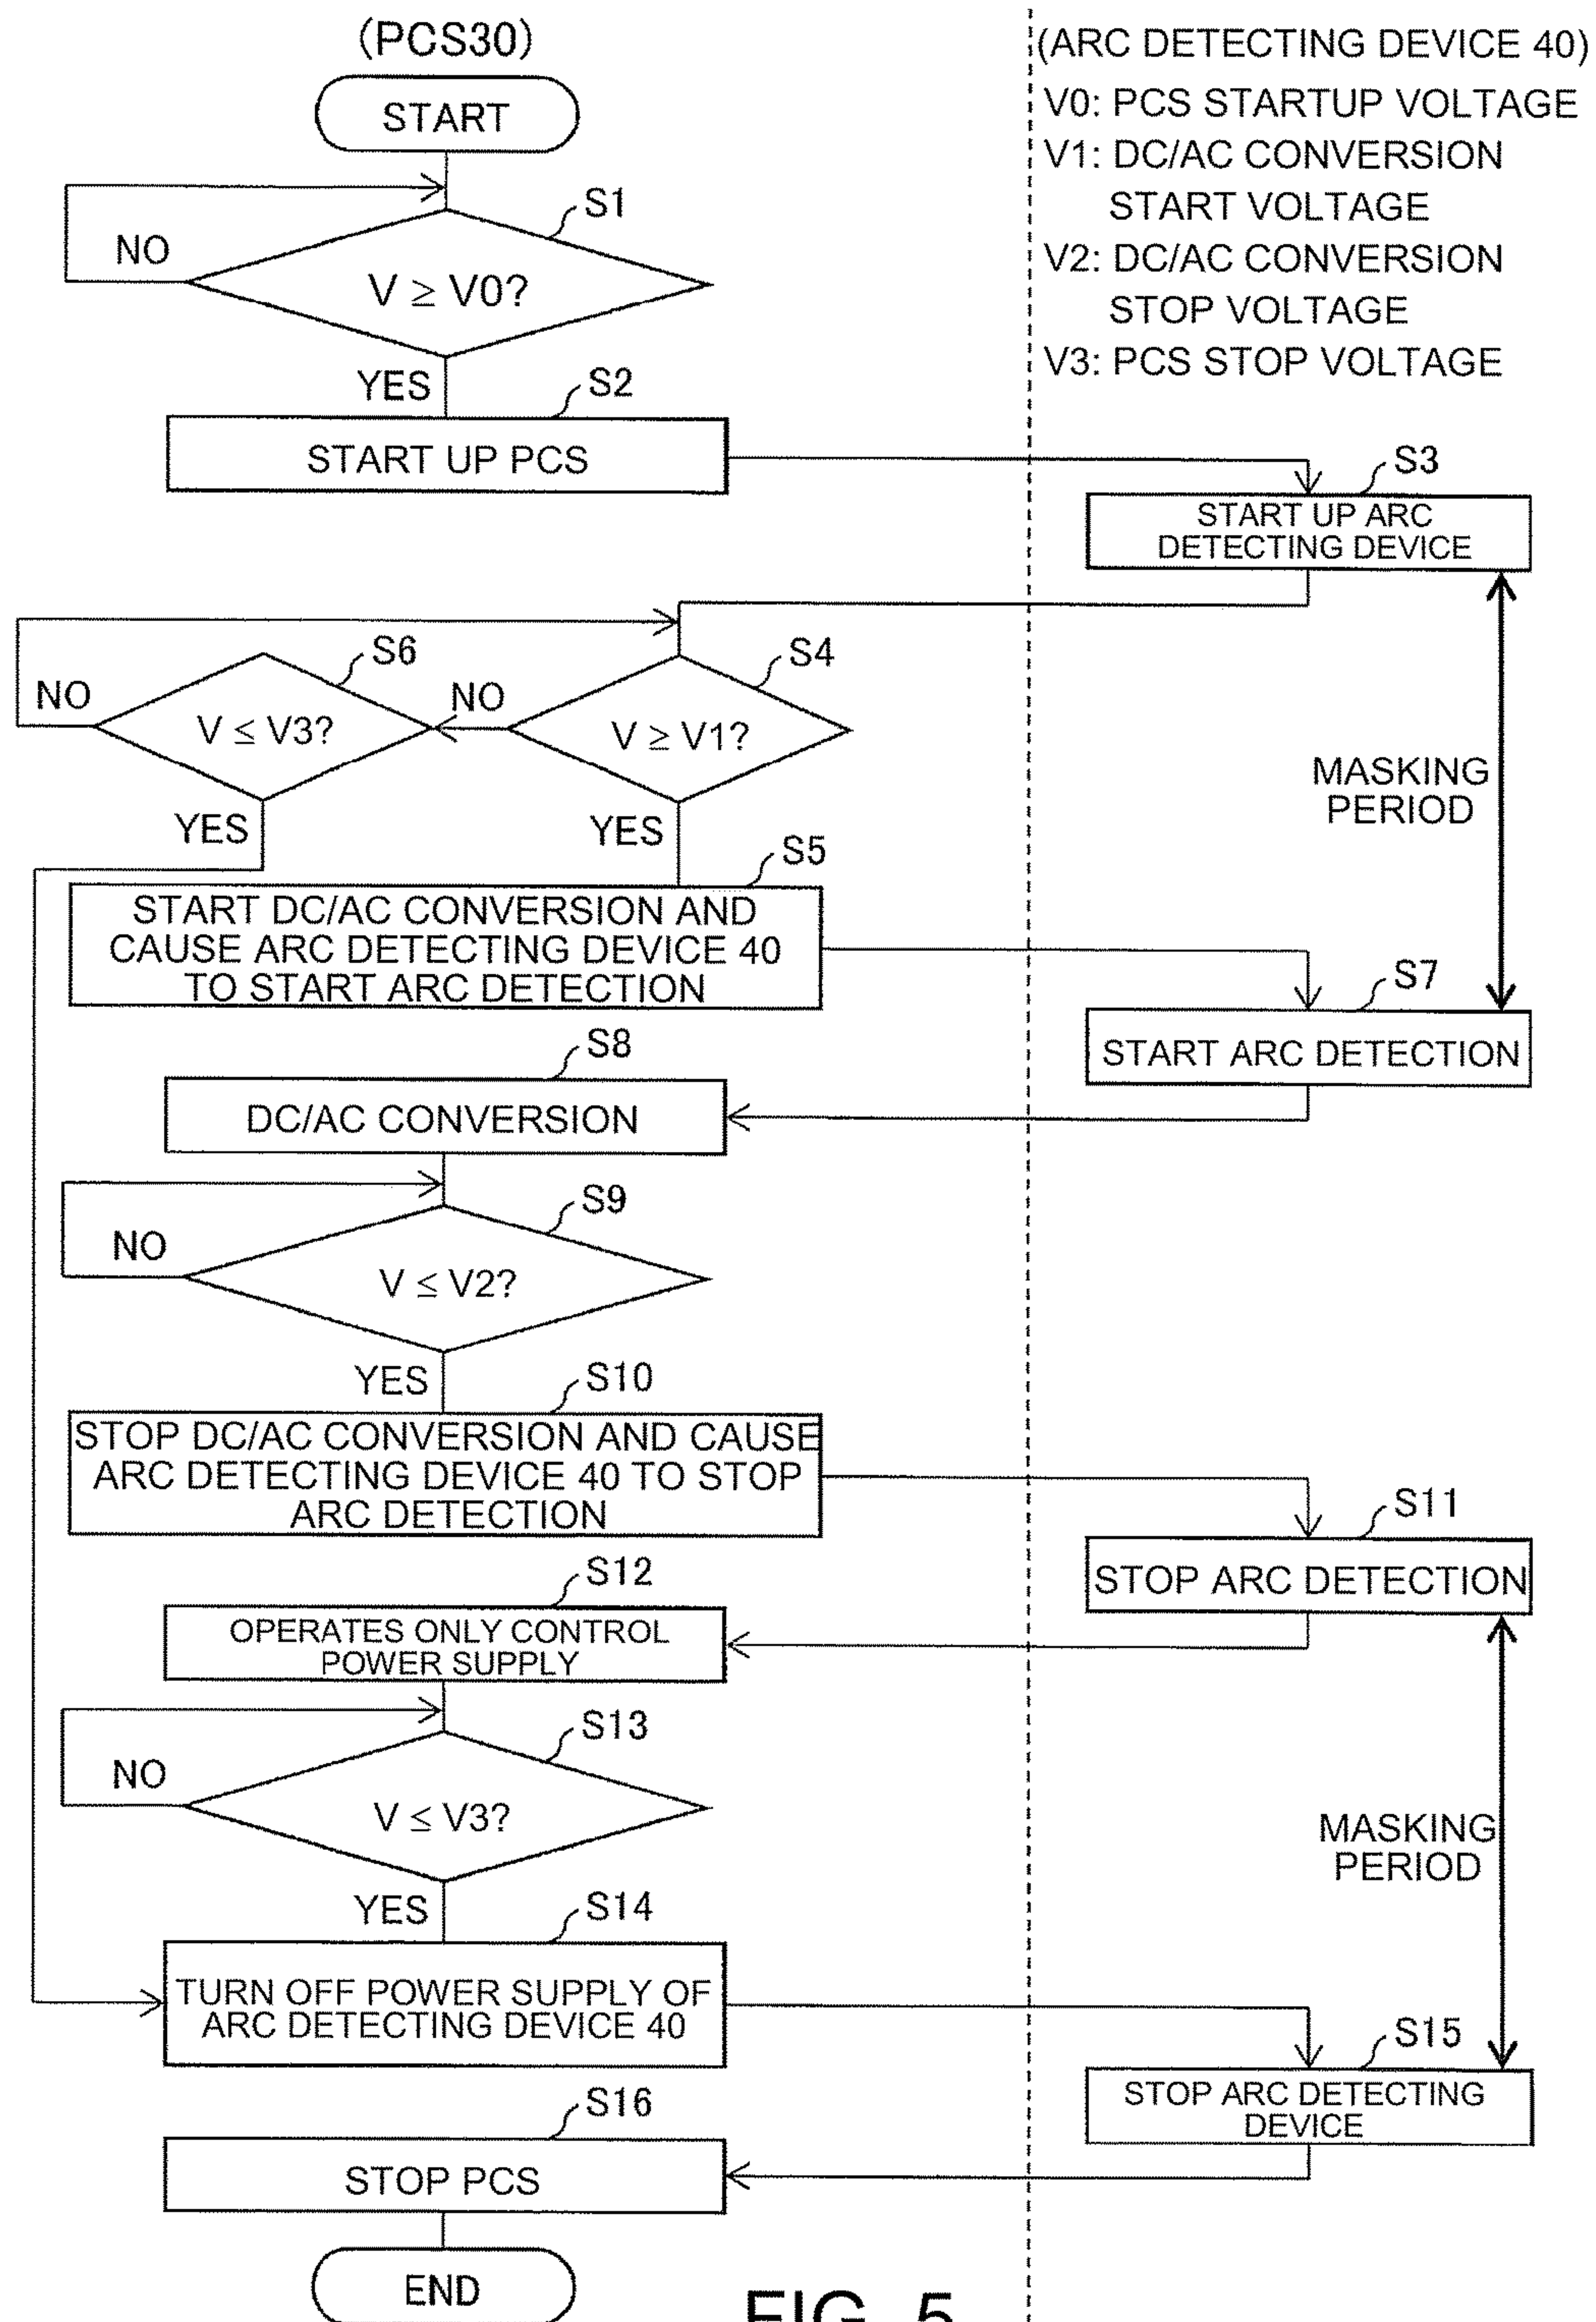 (PCS30)
(ARC DETECTING DEVICE 40)
V0: PCS STARTUP VOLTAGE
V1: DC/AC CONVERSION
START VOLTAGE
V2: DC/AC CONVERSION
STOP VOLTAGE
V3: PCS STOP VOLTAGE
START
S1
NO
V ≥ V0?
YES
S2
START UP PCS
S3
START UP ARC
DETECTING DEVICE
S6
S4
NO
NO
V ≤ V3?
V ≥ V1?
MASKING
PERIOD
YES
YES
S5
START DC/AC CONVERSION AND
CAUSE ARC DETECTING DEVICE 40
TO START ARC DETECTION
S7
START ARC DETECTION
S8
DC/AC CONVERSION
S9
NO
V ≤ V2?
YES
S10
STOP DC/AC CONVERSION AND CAUSE
ARC DETECTING DEVICE 40 TO STOP
ARC DETECTION
S11
STOP ARC DETECTION
S12
OPERATES ONLY CONTROL
POWER SUPPLY
S13
NO
V ≤ V3?
MASKING
PERIOD
YES
S14
TURN OFF POWER SUPPLY OF
ARC DETECTING DEVICE 40
S15
STOP ARC DETECTING
DEVICE
S16
STOP PCS
END
FIG. 5